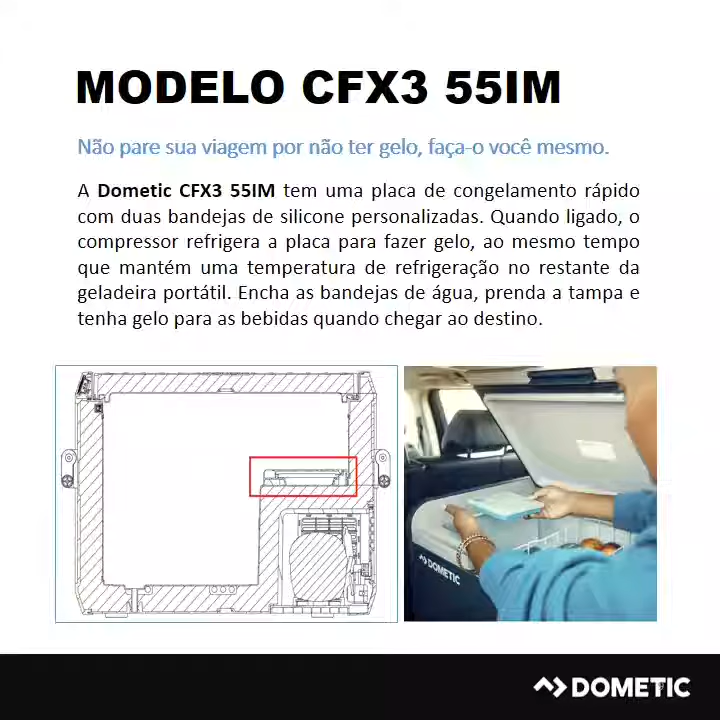 MODELO CFX3 55IM
Não pare sua viagem por não ter gelo, faça-o você mesmo.
A Dometic CFX3 55IM tem uma placa de congelamento rápido
com duas bandejas de silicone personalizadas. Quando ligado, o
compressor refrigera a placa para fazer gelo, ao mesmo tempo
que mantém uma temperatura de refrigeração no restante da
geladeira portátil. Encha as bandejas de água, prenda a tampa e
tenha gelo para as bebidas quando chegar ao destino.
DOMETIC
DOMETIC